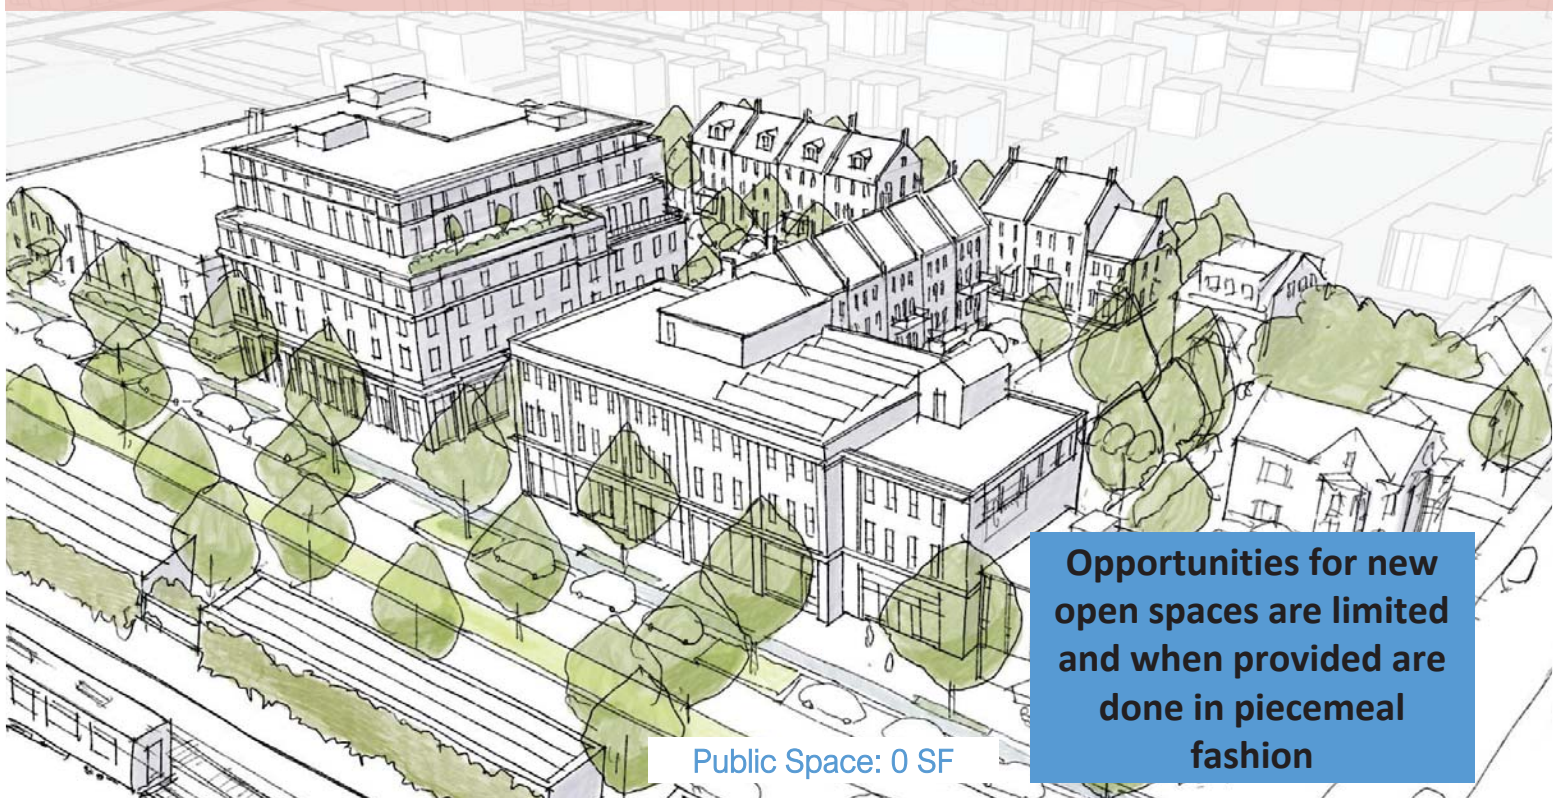 Opportunities for new
open spaces are limited
and when provided are
done in piecemeal
fashion
Public Space: 0 SF